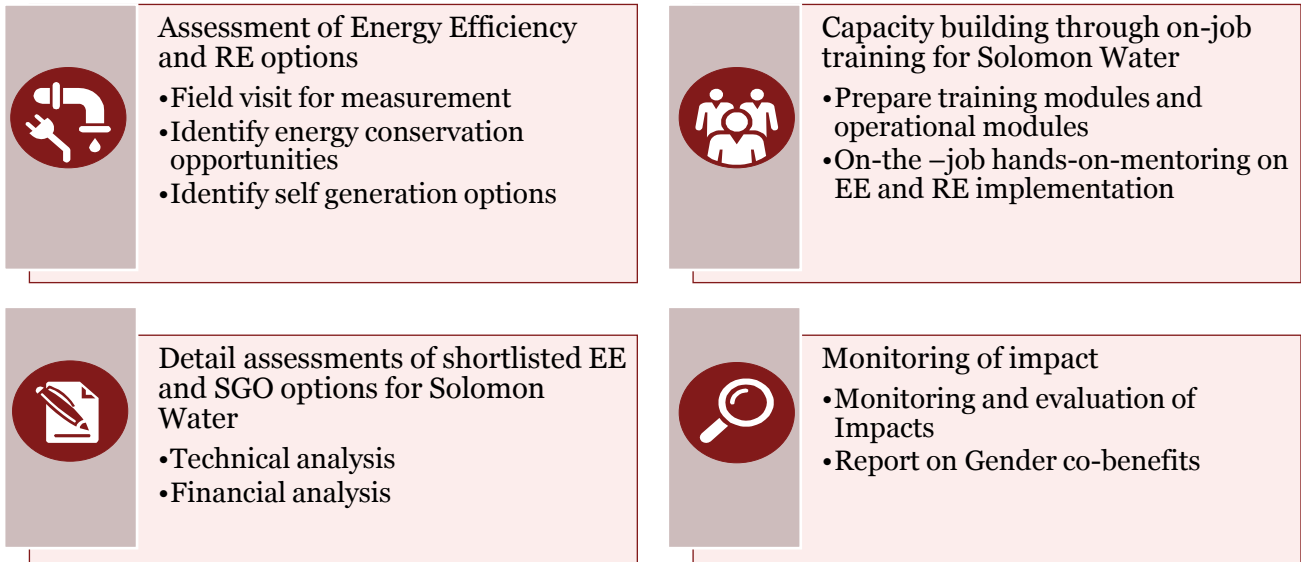 Assessment of Energy Efficiency
and RE options
•Field visit for measurement
•Identify energy conservation
opportunities
•Identify self generation options
Capacity building through on-job
training for Solomon Water
•Prepare training modules and
operational modules
•On-the –job hands-on-mentoring on
EE and RE implementation
Detail assessments of shortlisted EE
and SGO options for Solomon
Water
•Technical analysis
•Financial analysis
Monitoring of impact
•Monitoring and evaluation of
Impacts
•Report on Gender co-benefits